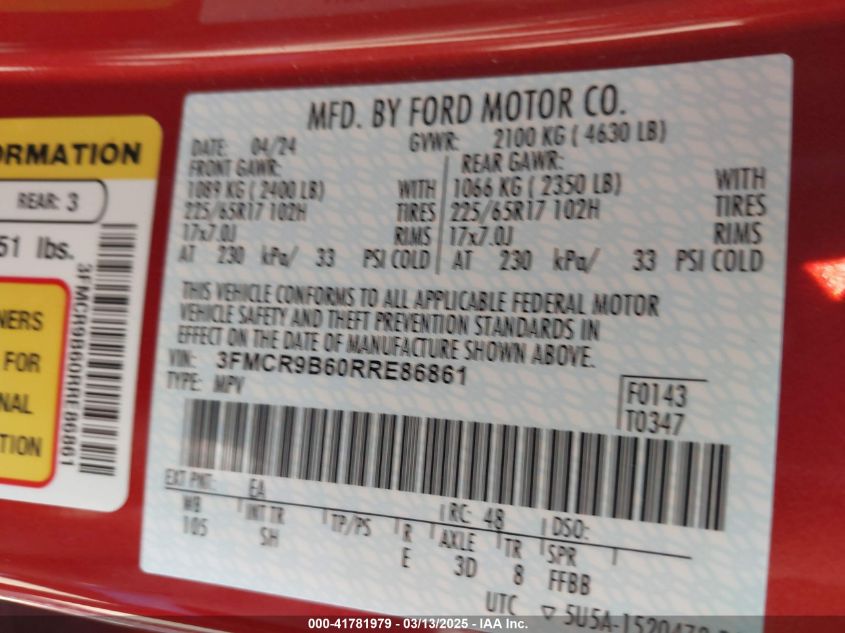 ORMATION
REAR: 3
51 lbs.
3FMCR9B60RRE86861
NERS
FOR
NAL
TION
MFD. BY FORD MOTOR CO.
DATE: 04/24 GVWR: 2100 KG ( 4630 LB)
FRONT GAWR: REAR GAWR:
1089 KG ( 2400 LB) WITH 1066 KG ( 2350 LB) WITH
225/65R17 102H TIRES 225/65R17 102H TIRES
17x7.0J RIMS 17x7.0J RIMS
AT 230 kPa/ 33 PSI COLD AT 230 kPa/ 33 PSI COLD
THIS VEHICLE CONFORMS TO ALL APPLICABLE FEDERAL MOTOR
VEHICLE SAFETY AND THEFT PREVENTION STANDARDS IN
EFFECT ON THE DATE OF MANUFACTURE SHOWN ABOVE.
VIN: 3FMCR9B60RRE86861
TYPE: MPV
F0143
T0347
EXT PNT: EA RC: 48 DSO:
WB INT TR TP/PS R AXLE TR SPR
105 SH E 3D 8 FFBB
UTC
000-41781979 - 03/13/2025 - IAA Inc.